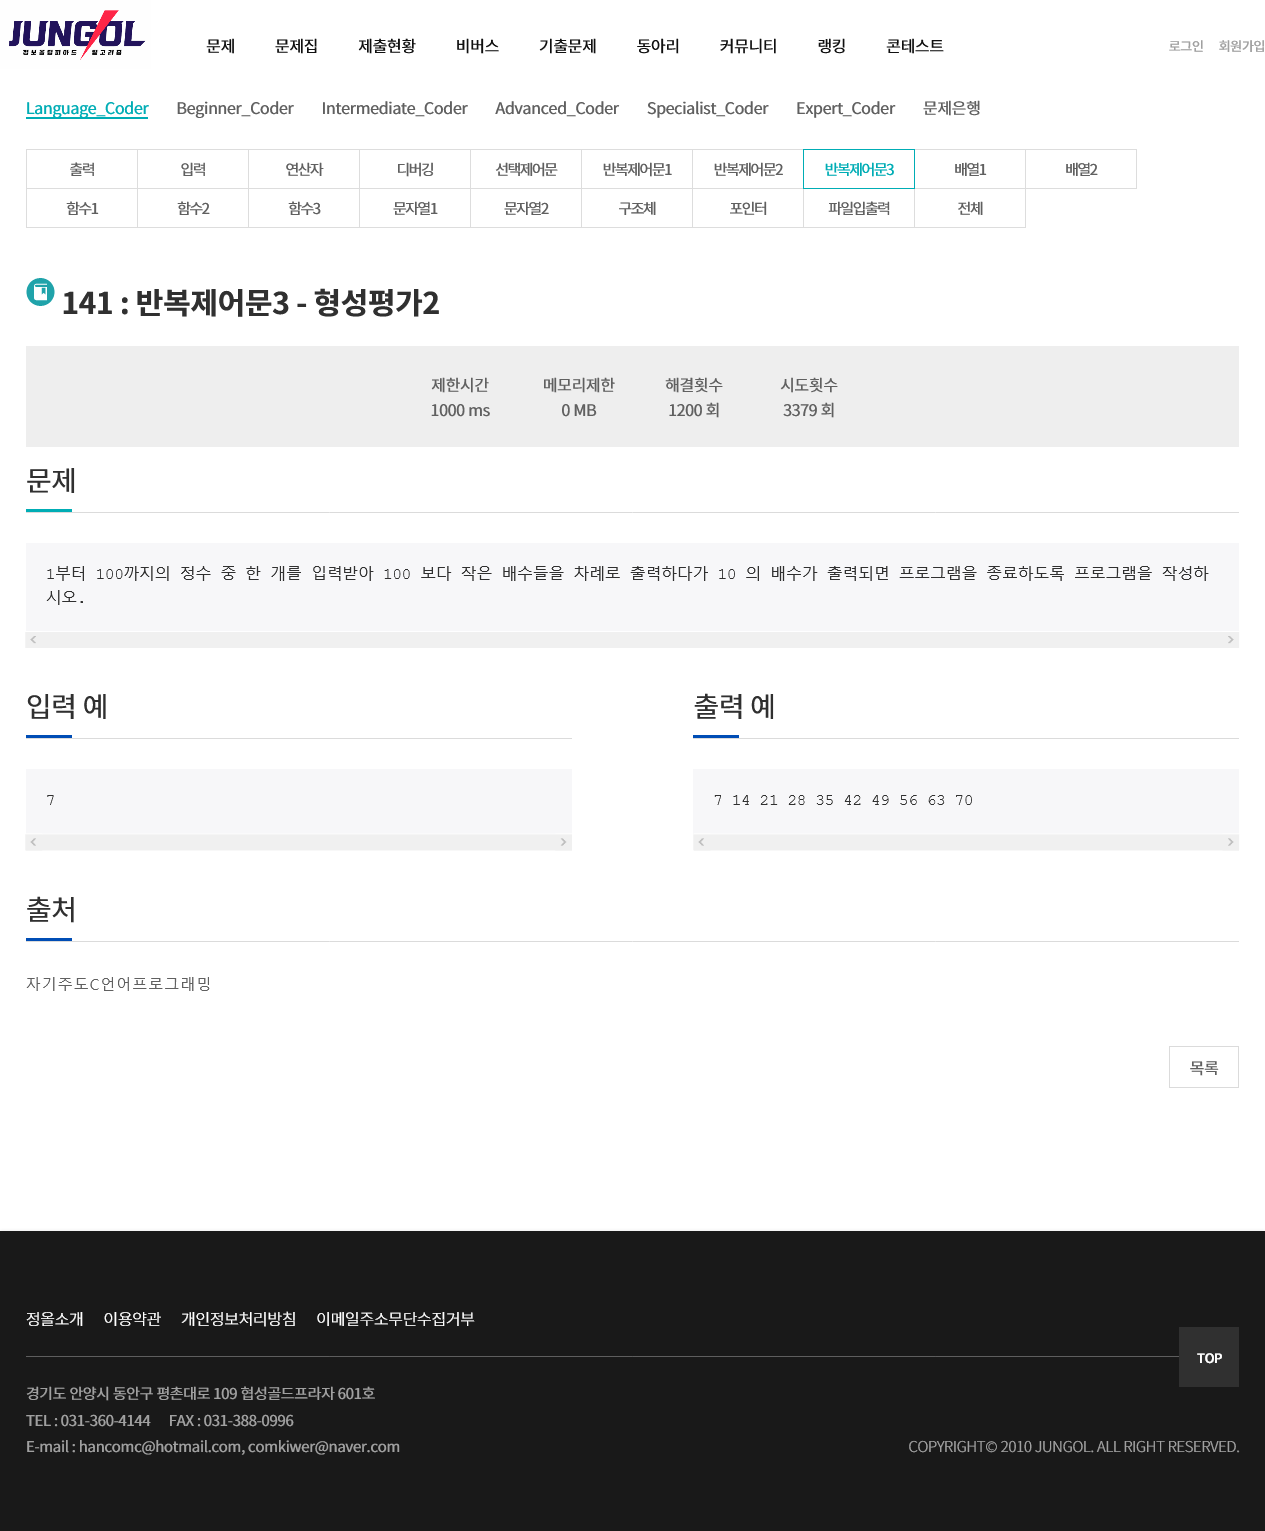 JUNGOL
정보올림피아드 알고리즘
문제 문제집 제출현황 비버스 기출문제 동아리 커뮤니티 랭킹 콘테스트 로그인 회원가입
Language_Coder Beginner_Coder Intermediate_Coder Advanced_Coder Specialist_Coder Expert_Coder 문제은행
출력 입력 연산자 디버깅 선택제어문 반복제어문1 반복제어문2 반복제어문3 배열1 배열2
함수1 함수2 함수3 문자열1 문자열2 구조체 포인터 파일입출력 전체
141 : 반복제어문3 - 형성평가2
제한시간 메모리제한 해결횟수 시도횟수
1000 ms 0 MB 1200 회 3379 회
문제
1부터 100까지의 정수 중 한 개를 입력받아 100 보다 작은 배수들을 차례로 출력하다가 10 의 배수가 출력되면 프로그램을 종료하도록 프로그램을 작성하
시오.
입력 예 출력 예
7 7 14 21 28 35 42 49 56 63 70
출처
자기주도C언어프로그래밍
목록
정올소개 이용약관 개인정보처리방침 이메일주소무단수집거부
TOP
경기도 안양시 동안구 평촌대로 109 협성골드프라자 601호
TEL : 031-360-4144 FAX : 031-388-0996
E-mail : hancomc@hotmail.com, comkiwer@naver.com COPYRIGHT© 2010 JUNGOL. ALL RIGHT RESERVED.